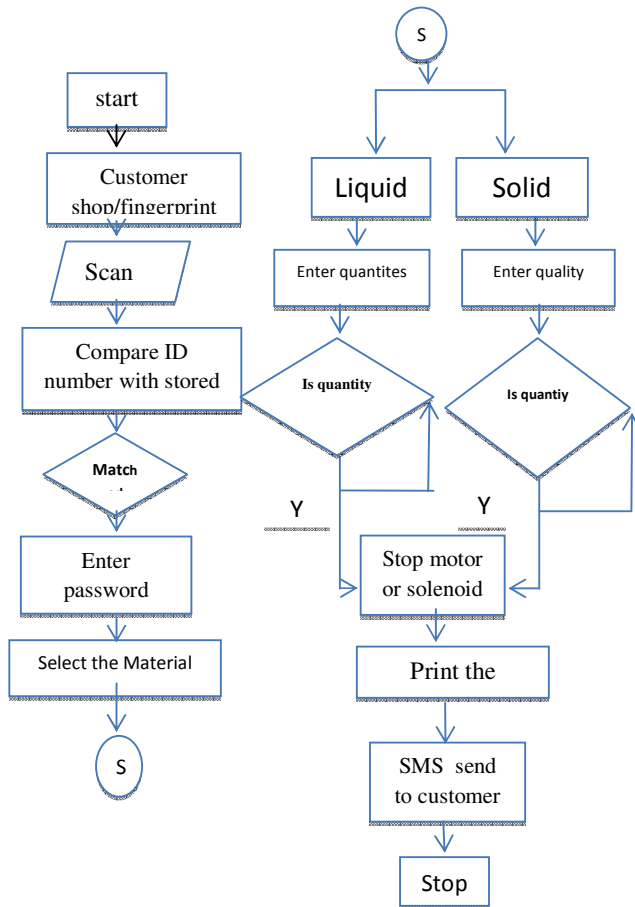 start
Customer
shop/fingerprint
Scan
Compare ID
number with stored
Match
Enter
password
Select the Material
S
S
Liquid
Solid
Enter quantites
Enter quality
Is quantity
Is quantiy
Y
Y
Stop motor
or solenoid
Print the
SMS send
to customer
Stop